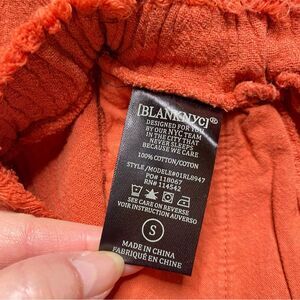 [BLANKNYC]®
DESIGNED FOR YOU
BY OUR NYC TEAM
IN THE CITY THAT
NEVER SLEEPS
BECAUSE WE CARE
100% COTTON/COTON
STYLE/MODELE#01RL8947
PO# 118067
RN# 114542
SEE CARE ON REVERSE
VOIR INSTRUCTION AUVERSO
S
MADE IN CHINA
FABRIQUÉ EN CHINE